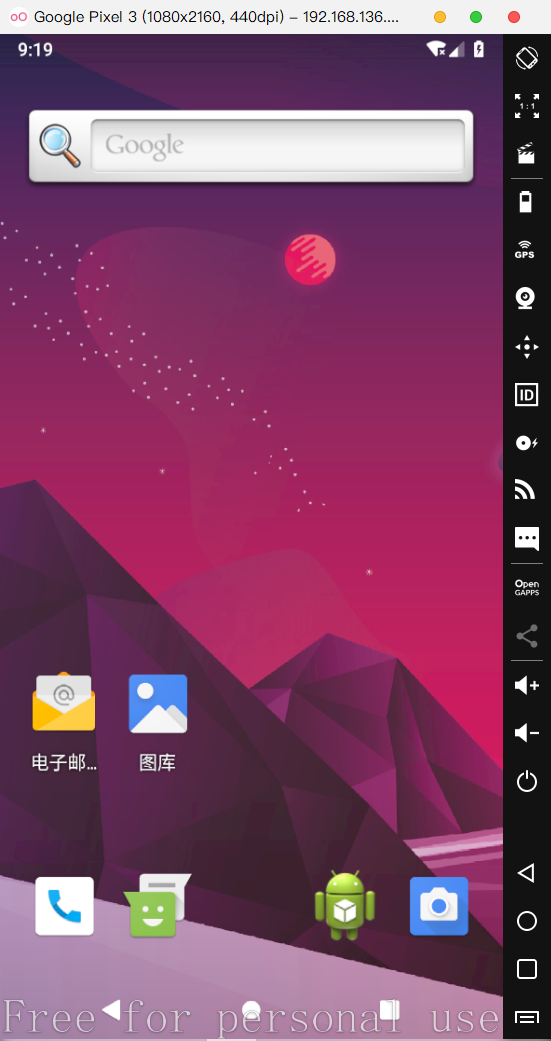 Google Pixel 3 (1080x2160, 440dpi) – 192.168.136....
9:19
Google
1:1
GPS
ID
Open
GAPPS
电子邮...
图库
Free for personal use